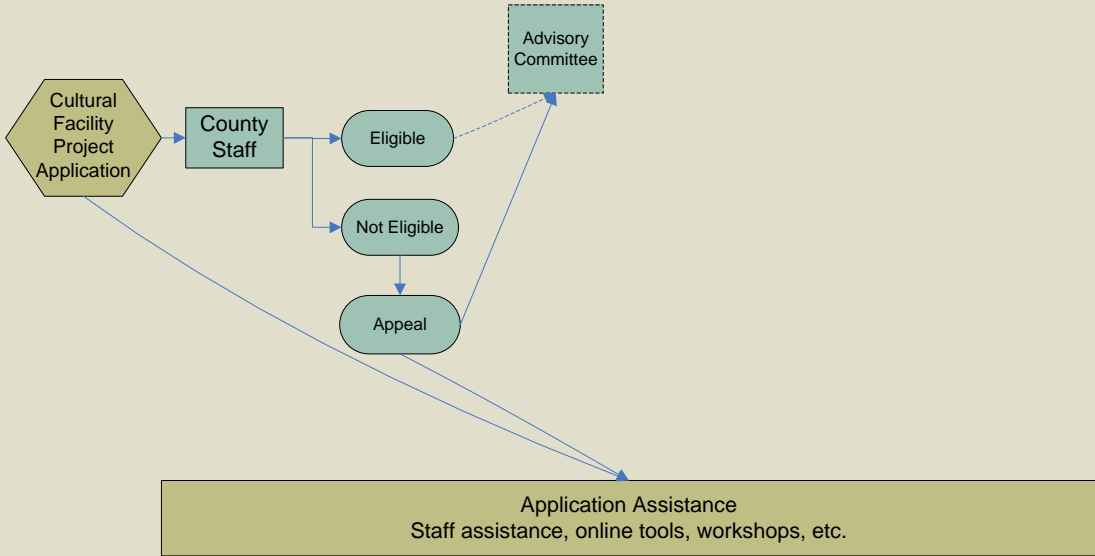 Advisory
Committee
Cultural
Facility
Project
Application
County
Staff
Eligible
Not Eligible
Appeal
Application Assistance
Staff assistance, online tools, workshops, etc.